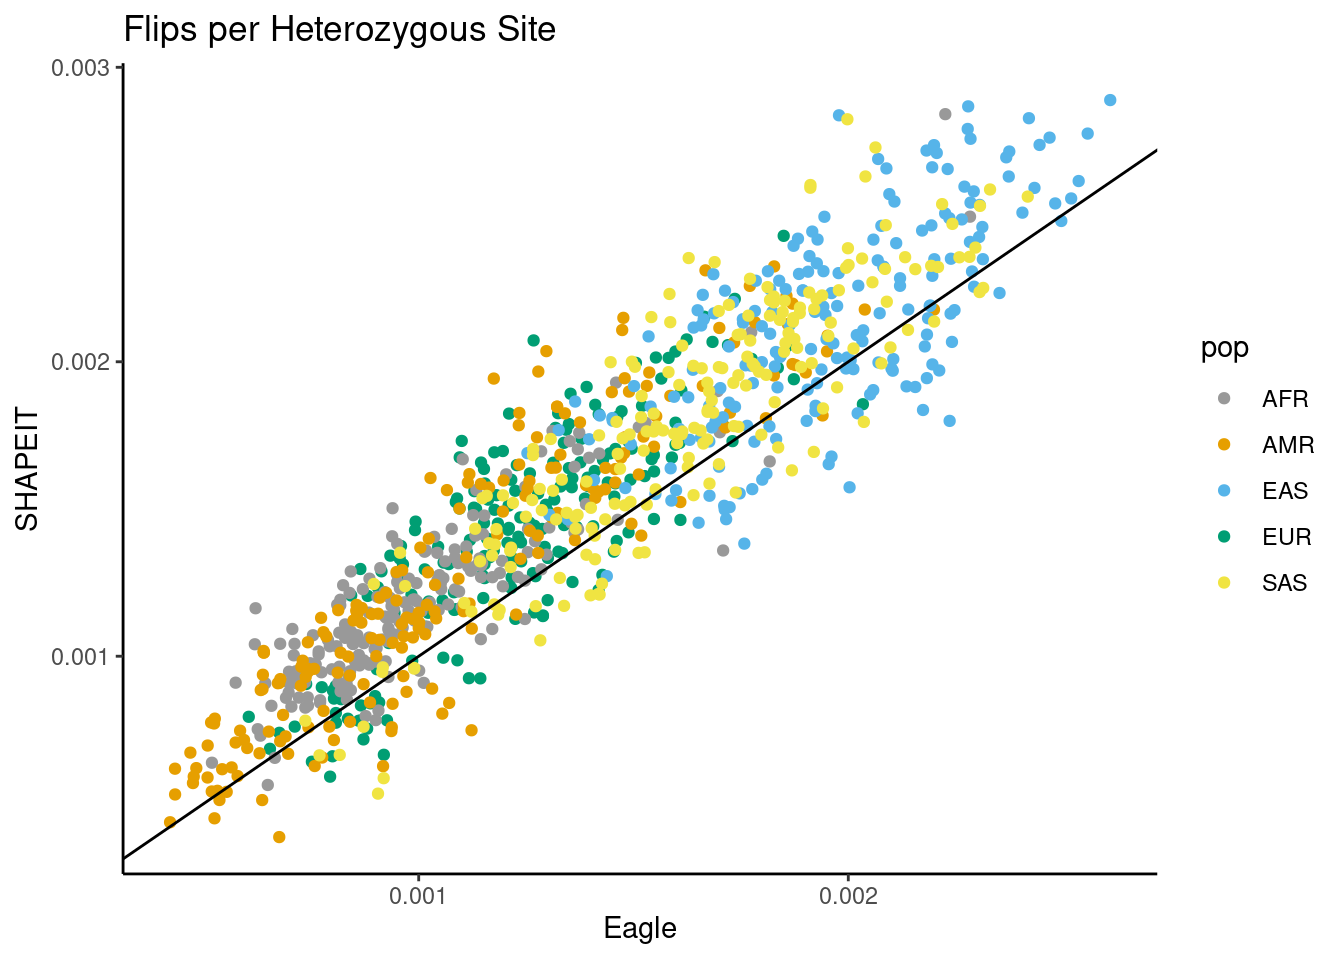 Flips per Heterozygous Site
0.003
0.002
0.001
SHAPEIT
0.001
0.002
Eagle
pop
AFR
AMR
EAS
EUR
SAS